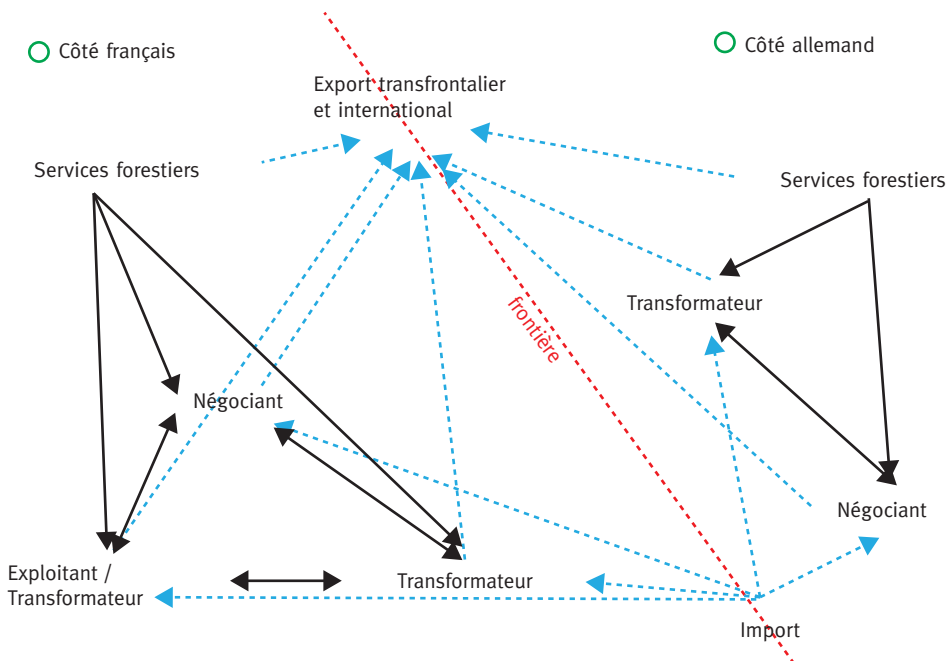 Côté français
Côté allemand
Export transfrontalier
et international
Services forestiers
Services forestiers
Transformateur
frontière
Négociant
Négociant
Exploitant /
Transformateur
Transformateur
Import